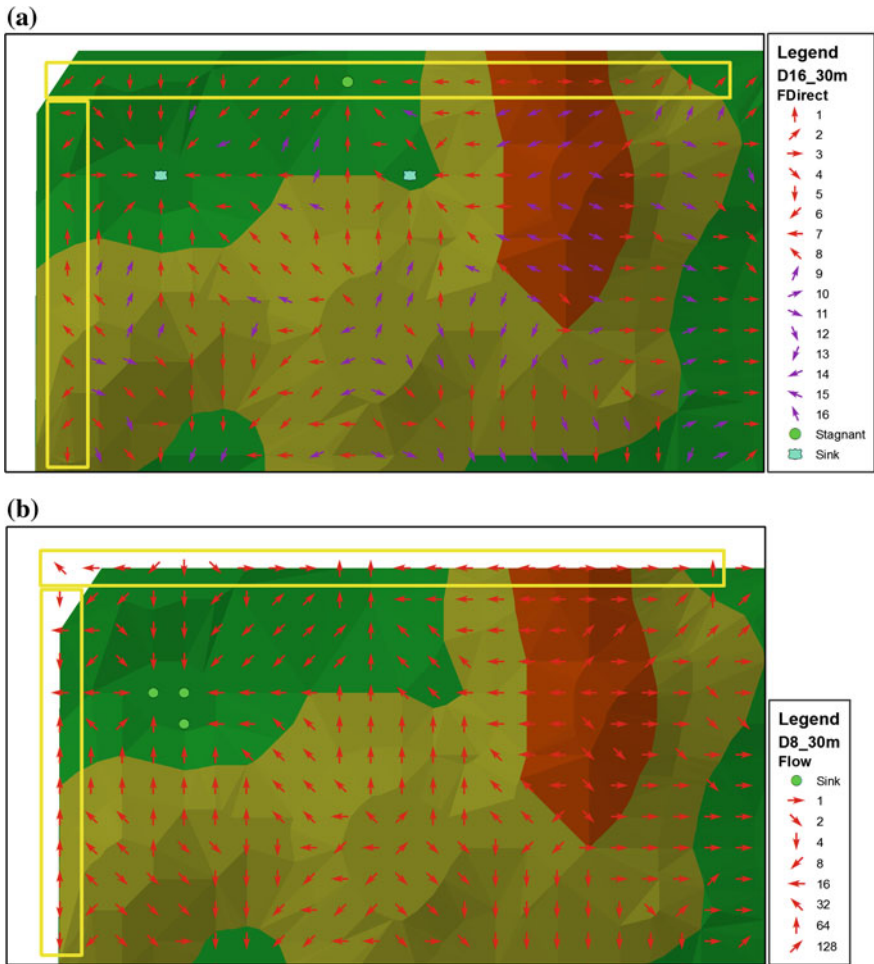 (a)
Legend
D16_30m
FDirect
1
2
3
4
5
6
7
8
9
10
11
12
13
14
15
16
Stagnant
Sink
(b)
Legend
D8_30m
Flow
Sink
1
2
4
8
16
32
64
128